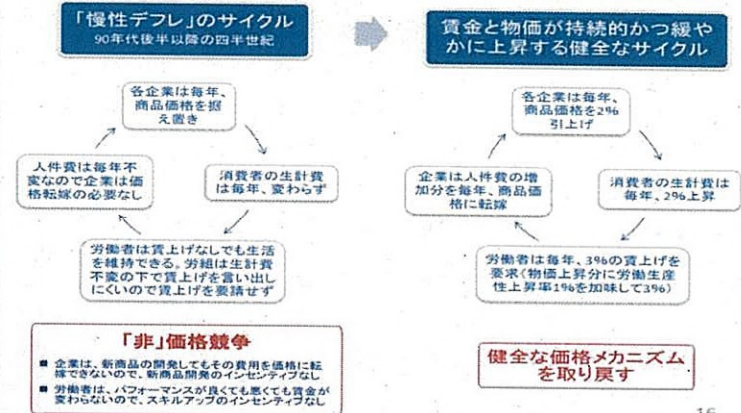 「慢性デフレ」のサイクル
90年代後半以降の四半世紀
各企業は毎年、
商品価格を据
え置き
消費者の生計費
は毎年、変わらず
労働者は賃上げなしでも生活
を維持できる。労組は生計費
不変の下で賃上げを言い出し
にくいので賃上げを要請せず
人件費は毎年不
変なので企業は価
格転嫁の必要なし
「非」価格競争
■ 企業は、新商品の開発してもその費用を価格に転
嫁できないので、新商品開発のインセンティブなし
■ 労働者は、パフォーマンスが良くても悪くても賃金が
変わらないので、スキルアップのインセンティブなし
賃金と物価が持続的かつ緩や
かに上昇する健全なサイクル
各企業は毎年、
商品価格を2%
引上げ
消費者の生計費は
毎年、2%上昇
労働者は毎年、3%の賃上げを
要求(物価上昇分に労働生産
性上昇率1%を加味して3%)
企業は人件費の増
加分を毎年、商品価
格に転嫁
健全な価格メカニズム
を取り戻す
16